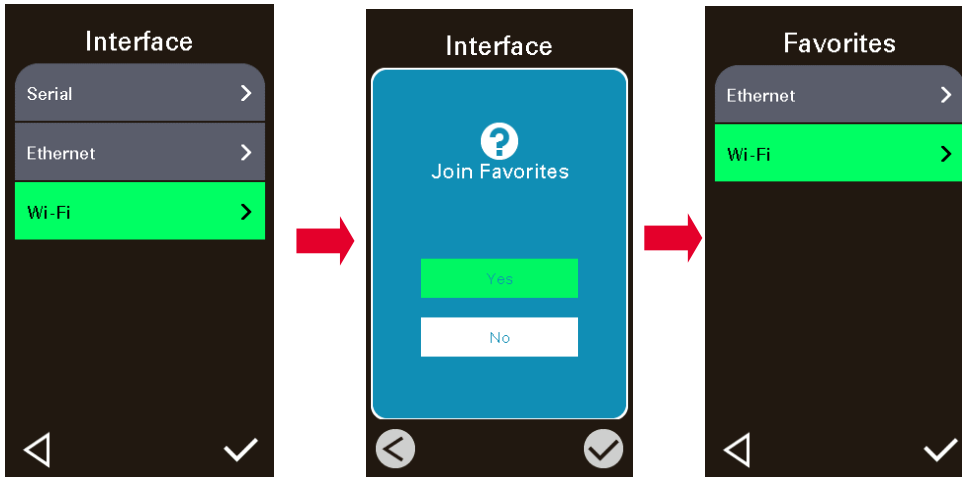 Interface
Serial
Ethernet
Wi-Fi
Interface
Join Favorites
Yes
No
Favorites
Ethernet
Wi-Fi